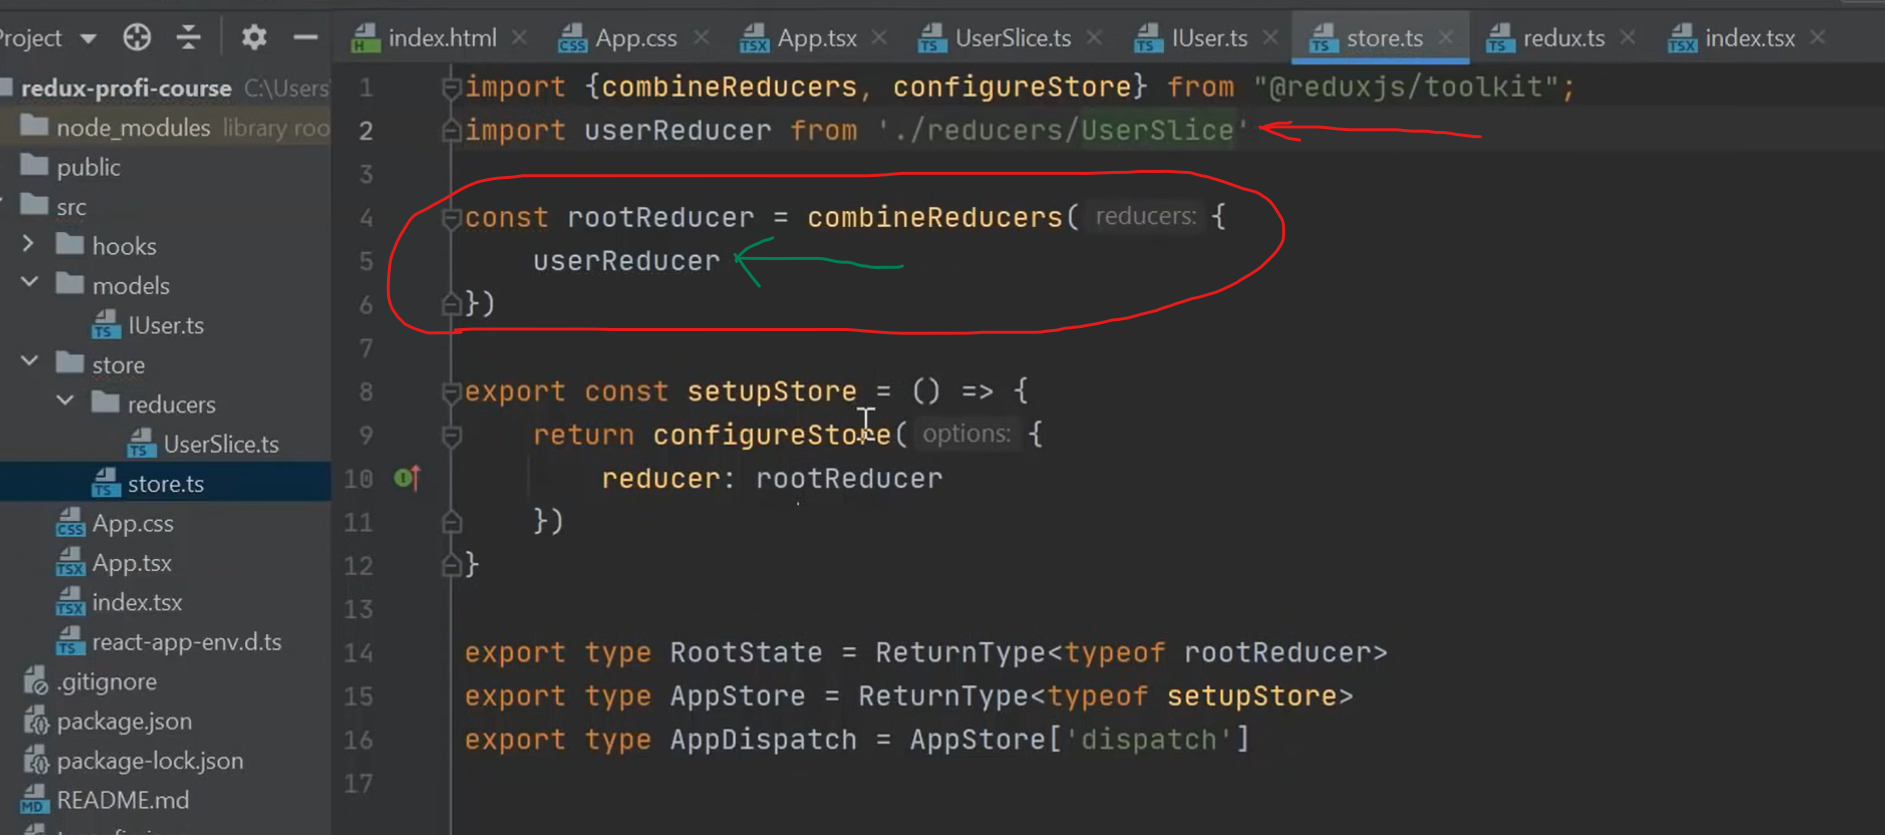 Project
index.html
App.css
App.tsx
UserSlice.ts
IUser.ts
store.ts
redux.ts
index.tsx
redux-profi-course C:\Users
node_modules library roo
public
src
hooks
models
IUser.ts
store
reducers
UserSlice.ts
store.ts
App.css
App.tsx
index.tsx
react-app-env.d.ts
.gitignore
package.json
package-lock.json
README.md
1 import {combineReducers, configureStore} from "@reduxjs/toolkit";
2 import userReducer from './reducers/UserSlice'
3
4 const rootReducer = combineReducers( reducers: {
5 userReducer
6 })
7
8 export const setupStore = () => {
9 return configureStore( options: {
10 reducer: rootReducer
11 })
12 }
13
14 export type RootState = ReturnType<typeof rootReducer>
15 export type AppStore = ReturnType<typeof setupStore>
16 export type AppDispatch = AppStore['dispatch']
17